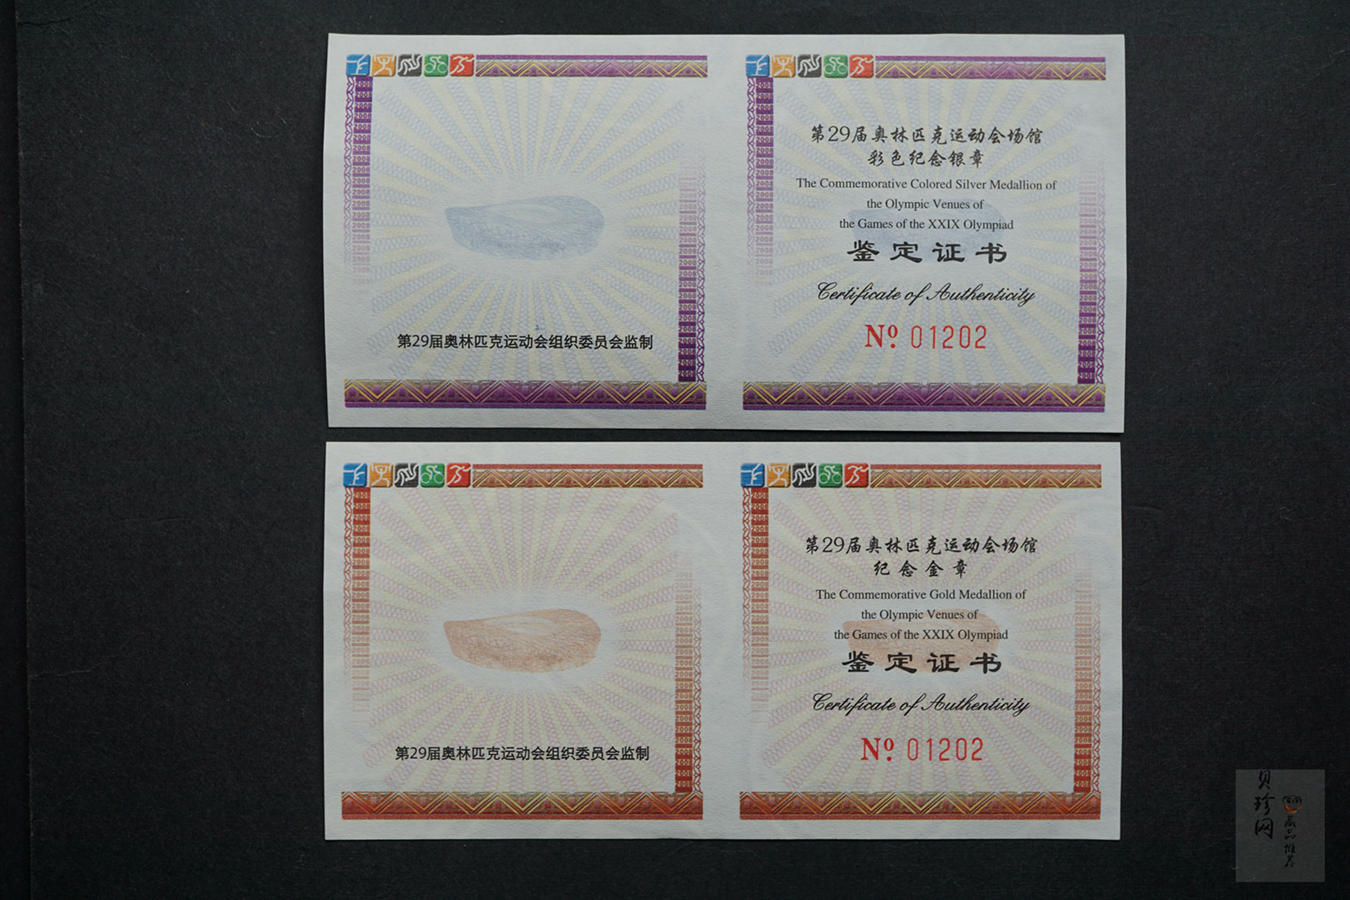 第29届奥林匹克运动会组织委员会监制
第29届奥林匹克运动会场馆
彩色纪念银章
The Commemorative Colored Silver Medallion of
the Olympic Venues of
the Games of the XXIX Olympiad
鉴定证书
Certificate of Authenticity
Nº 01202
第29届奥林匹克运动会组织委员会监制
第29届奥林匹克运动会场馆
纪念金章
The Commemorative Gold Medallion of
the Olympic Venues of
the Games of the XXIX Olympiad
鉴定证书
Certificate of Authenticity
Nº 01202
贝珍网
藏品推荐